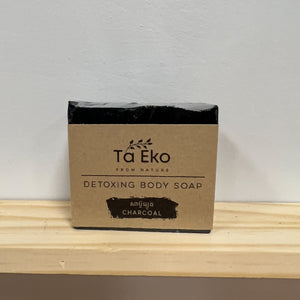 Ta Eko
FROM NATURE
DETOXING BODY SOAP
CHARCOAL